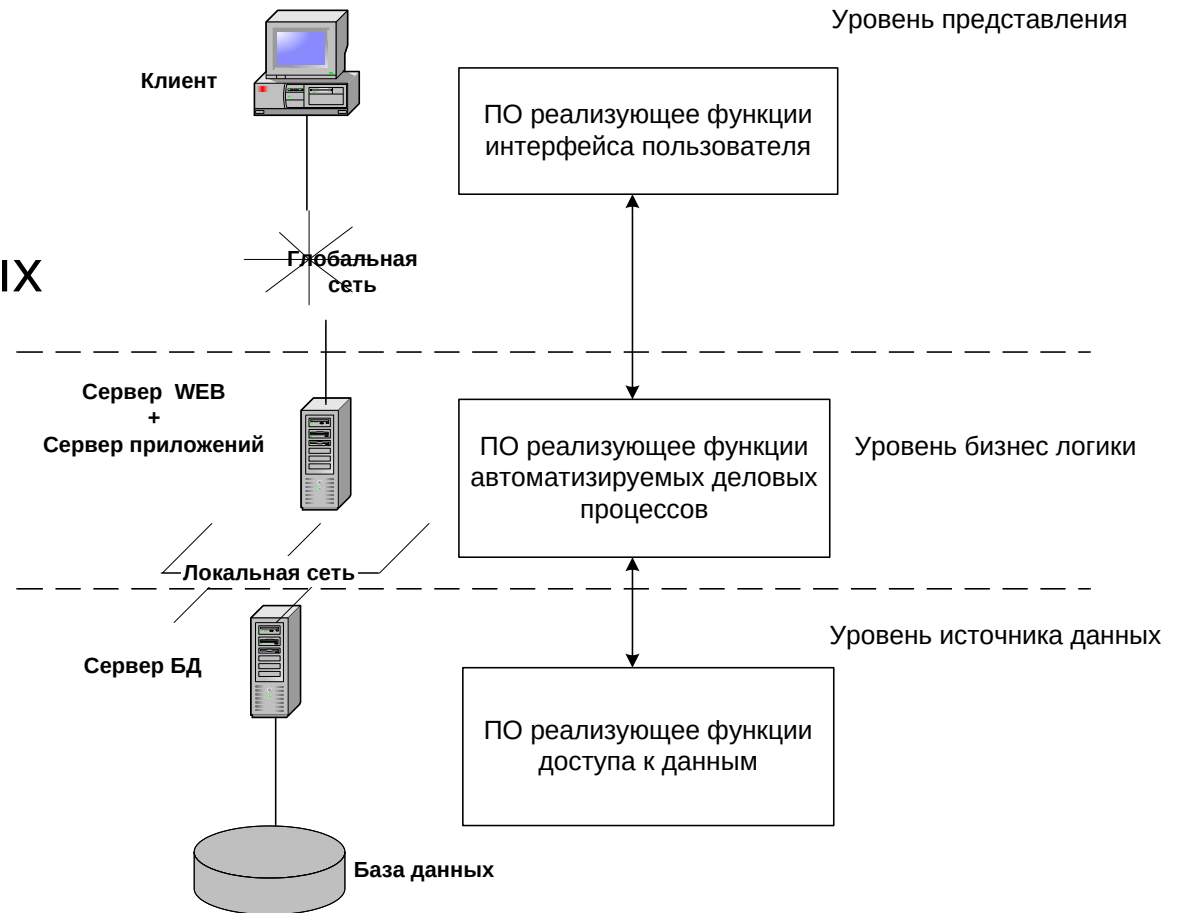 Уровень представления
Клиент
ПО реализующее функции
интерфейса пользователя
Глобальная
сеть
ых
Сервер WEB
+
Сервер приложений
ПО реализующее функции
автоматизируемых деловых
процессов
Уровень бизнес логики
Локальная сеть
Уровень источника данных
Сервер БД
ПО реализующее функции
доступа к данным
База данных